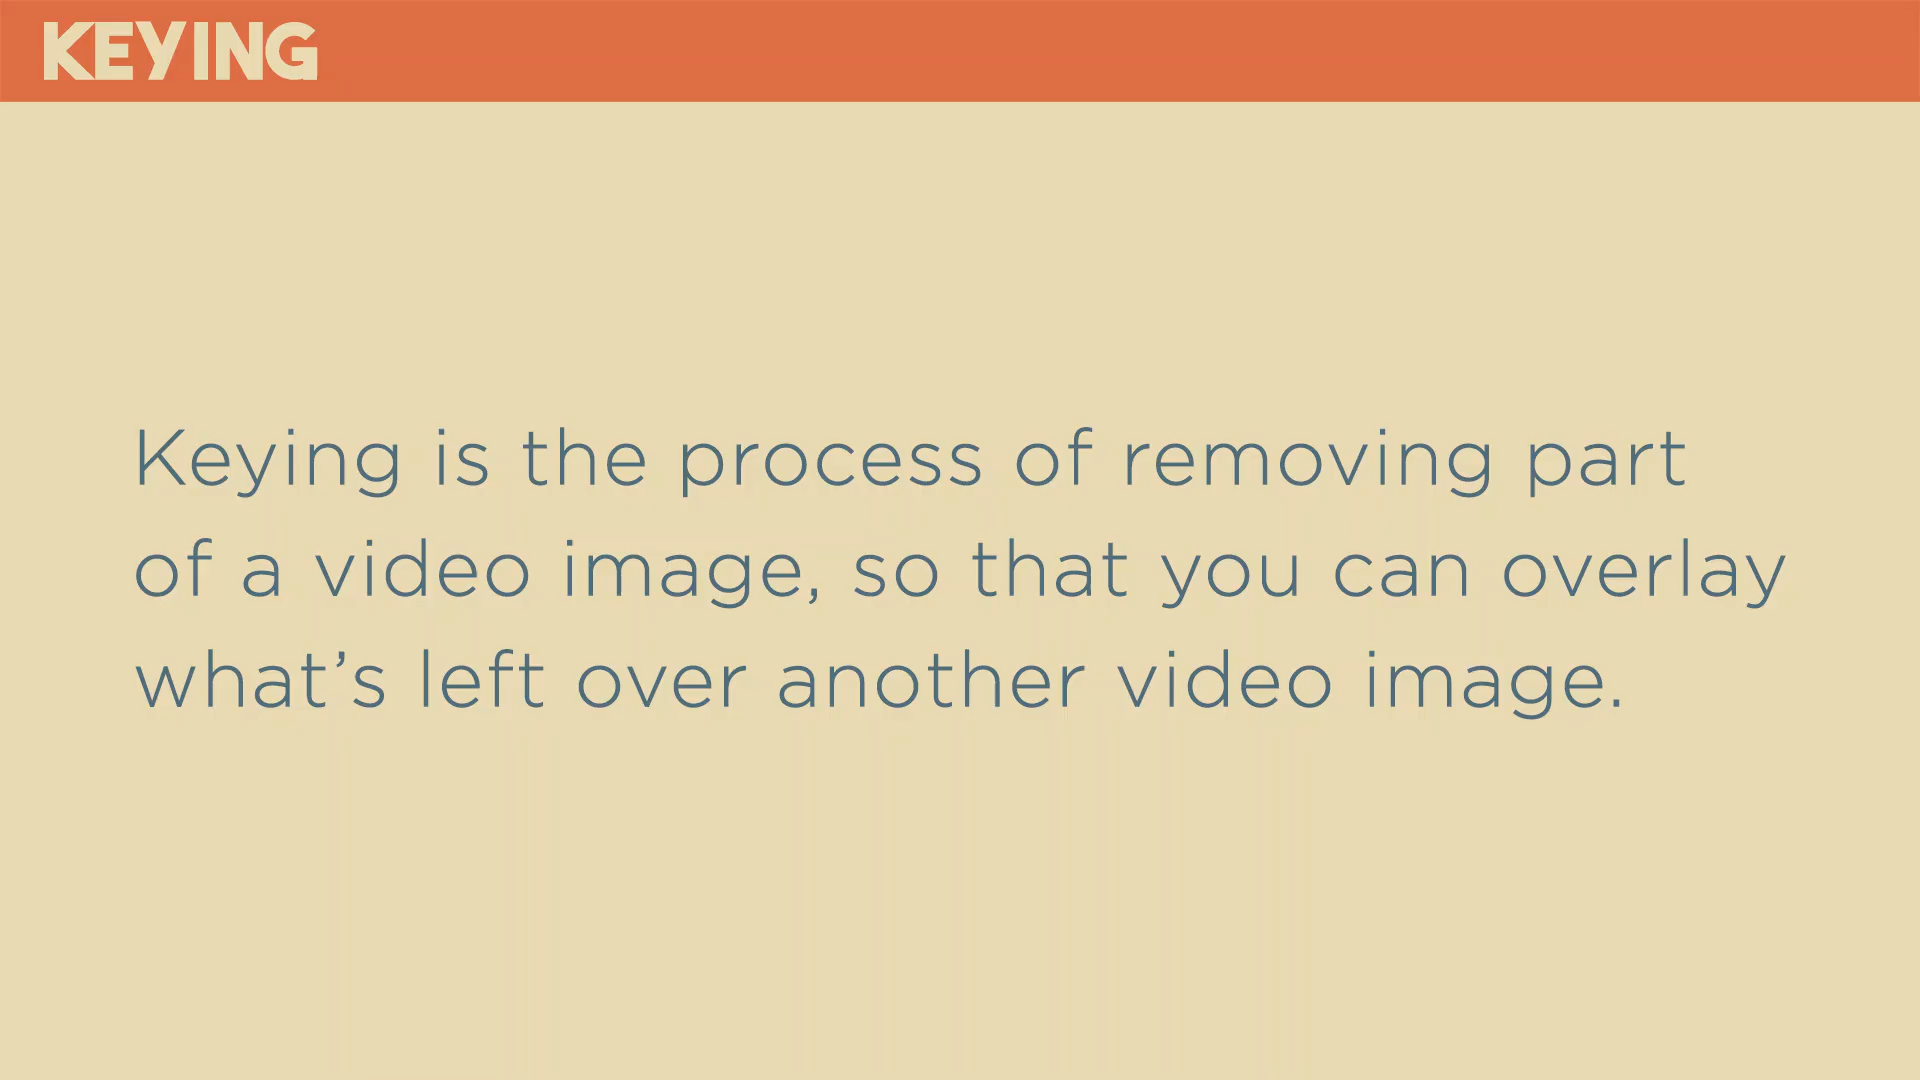 KEYING
Keying is the process of removing part
of a video image, so that you can overlay
what’s left over another video image.